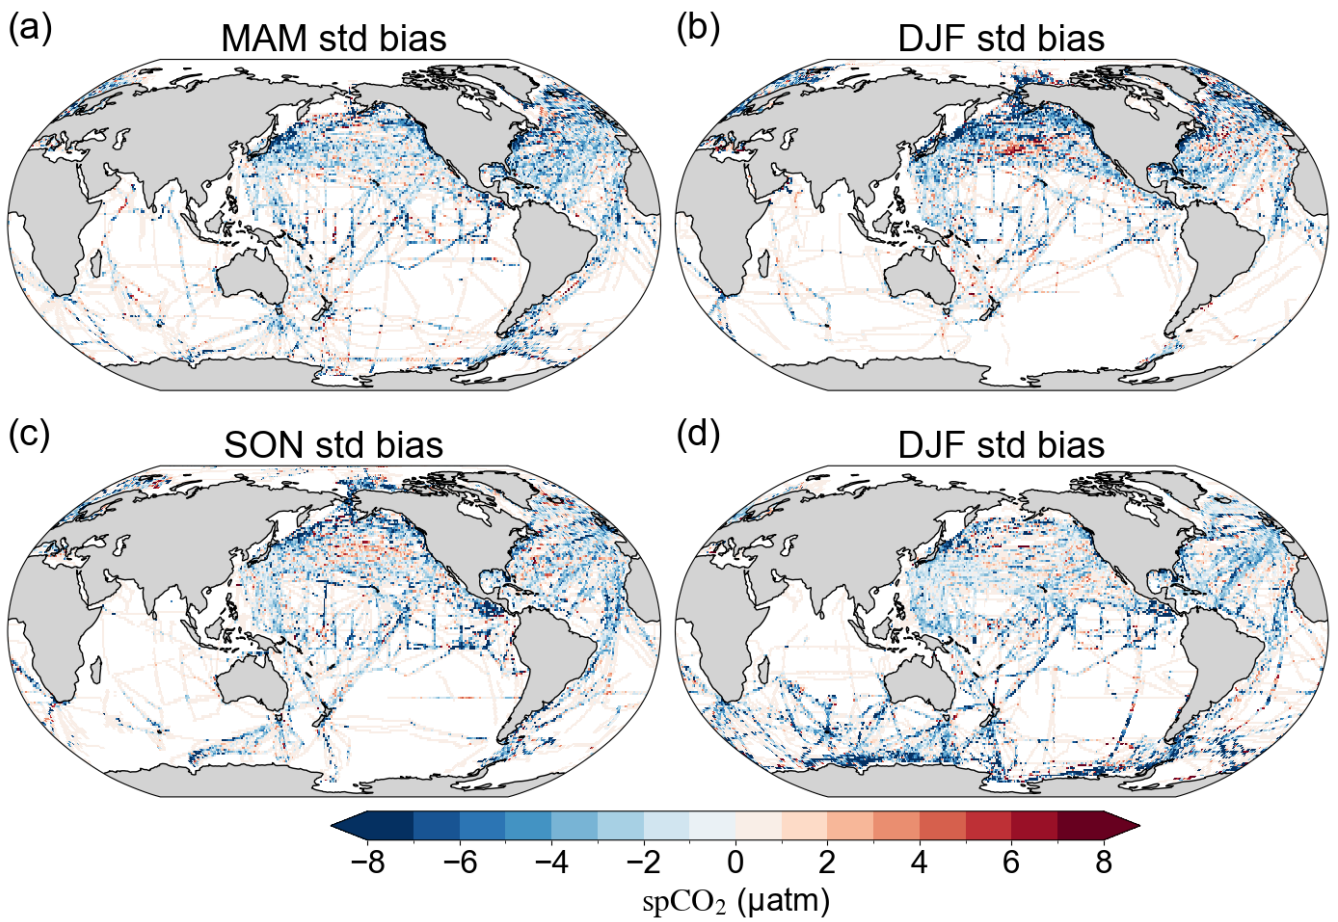 (a) MAM std bias
(b) DJF std bias
(c) SON std bias
(d) DJF std bias
−8 −6 −4 −2 0 2 4 6 8
spCO₂ (µatm)